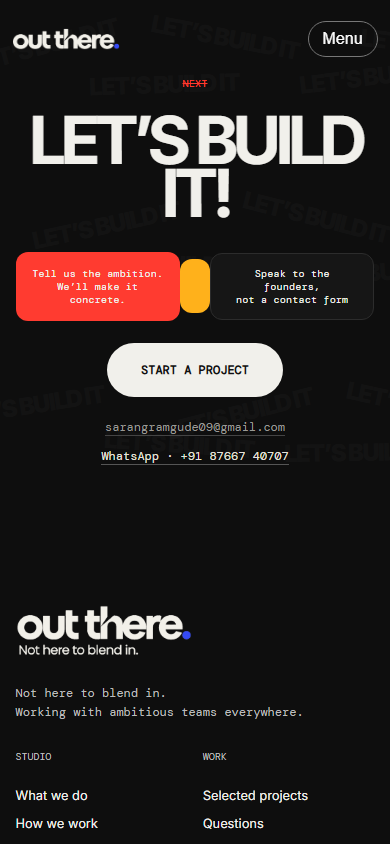 out there.
Menu
NEXT
LET'S BUILD
IT!
Tell us the ambition.
We'll make it
concrete.
Speak to the
founders,
not a contact form
START A PROJECT
sarangramgude09@gmail.com
WhatsApp · +91 87667 40707
out there.
Not here to blend in.
Not here to blend in.
Working with ambitious teams everywhere.
STUDIO
WORK
What we do
Selected projects
How we work
Questions